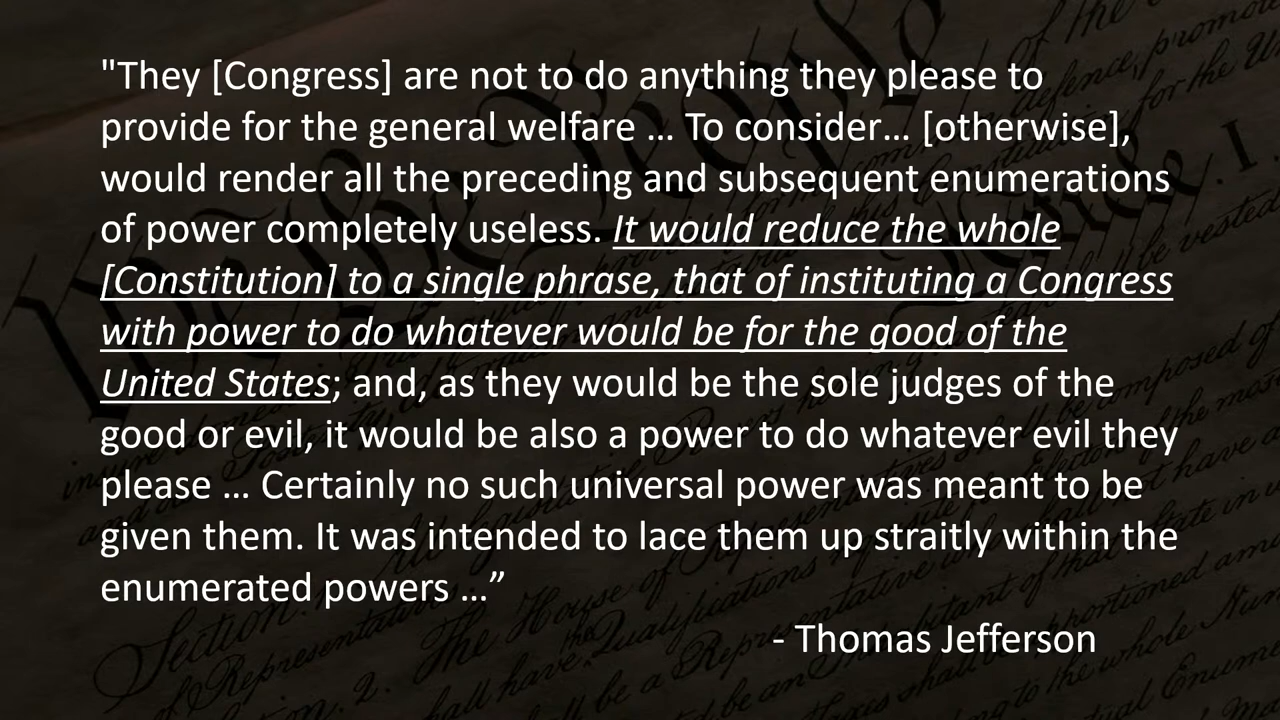 "They [Congress] are not to do anything they please to
provide for the general welfare … To consider… [otherwise],
would render all the preceding and subsequent enumerations
of power completely useless. It would reduce the whole
[Constitution] to a single phrase, that of instituting a Congress
with power to do whatever would be for the good of the
United States; and, as they would be the sole judges of the
good or evil, it would be also a power to do whatever evil they
please … Certainly no such universal power was meant to be
given them. It was intended to lace them up straitly within the
enumerated powers …”
- Thomas Jefferson